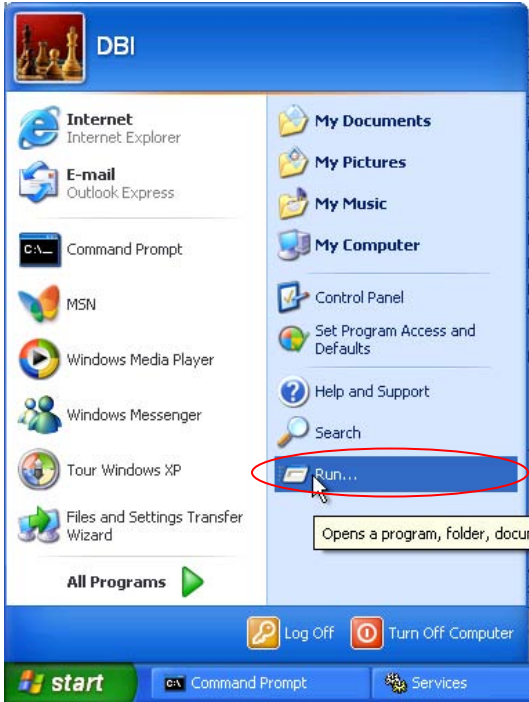 DBI
Internet
Internet Explorer
E-mail
Outlook Express
C:\_
Command Prompt
MSN
Windows Media Player
Windows Messenger
Tour Windows XP
Files and Settings Transfer
Wizard
All Programs
My Documents
My Pictures
My Music
My Computer
Control Panel
Set Program Access and
Defaults
Help and Support
Search
Run...
Opens a program, folder, docu
Log Off
Turn Off Computer
start
Command Prompt
Services